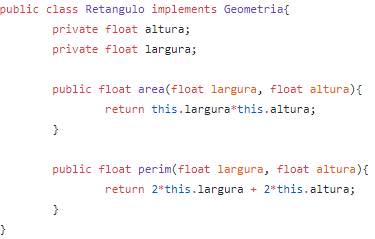 public class Retangulo implements Geometria{
private float altura;
private float largura;
public float area(float largura, float altura){
return this.largura*this.altura;
}
public float perim(float largura, float altura){
return 2*this.largura + 2*this.altura;
}
}